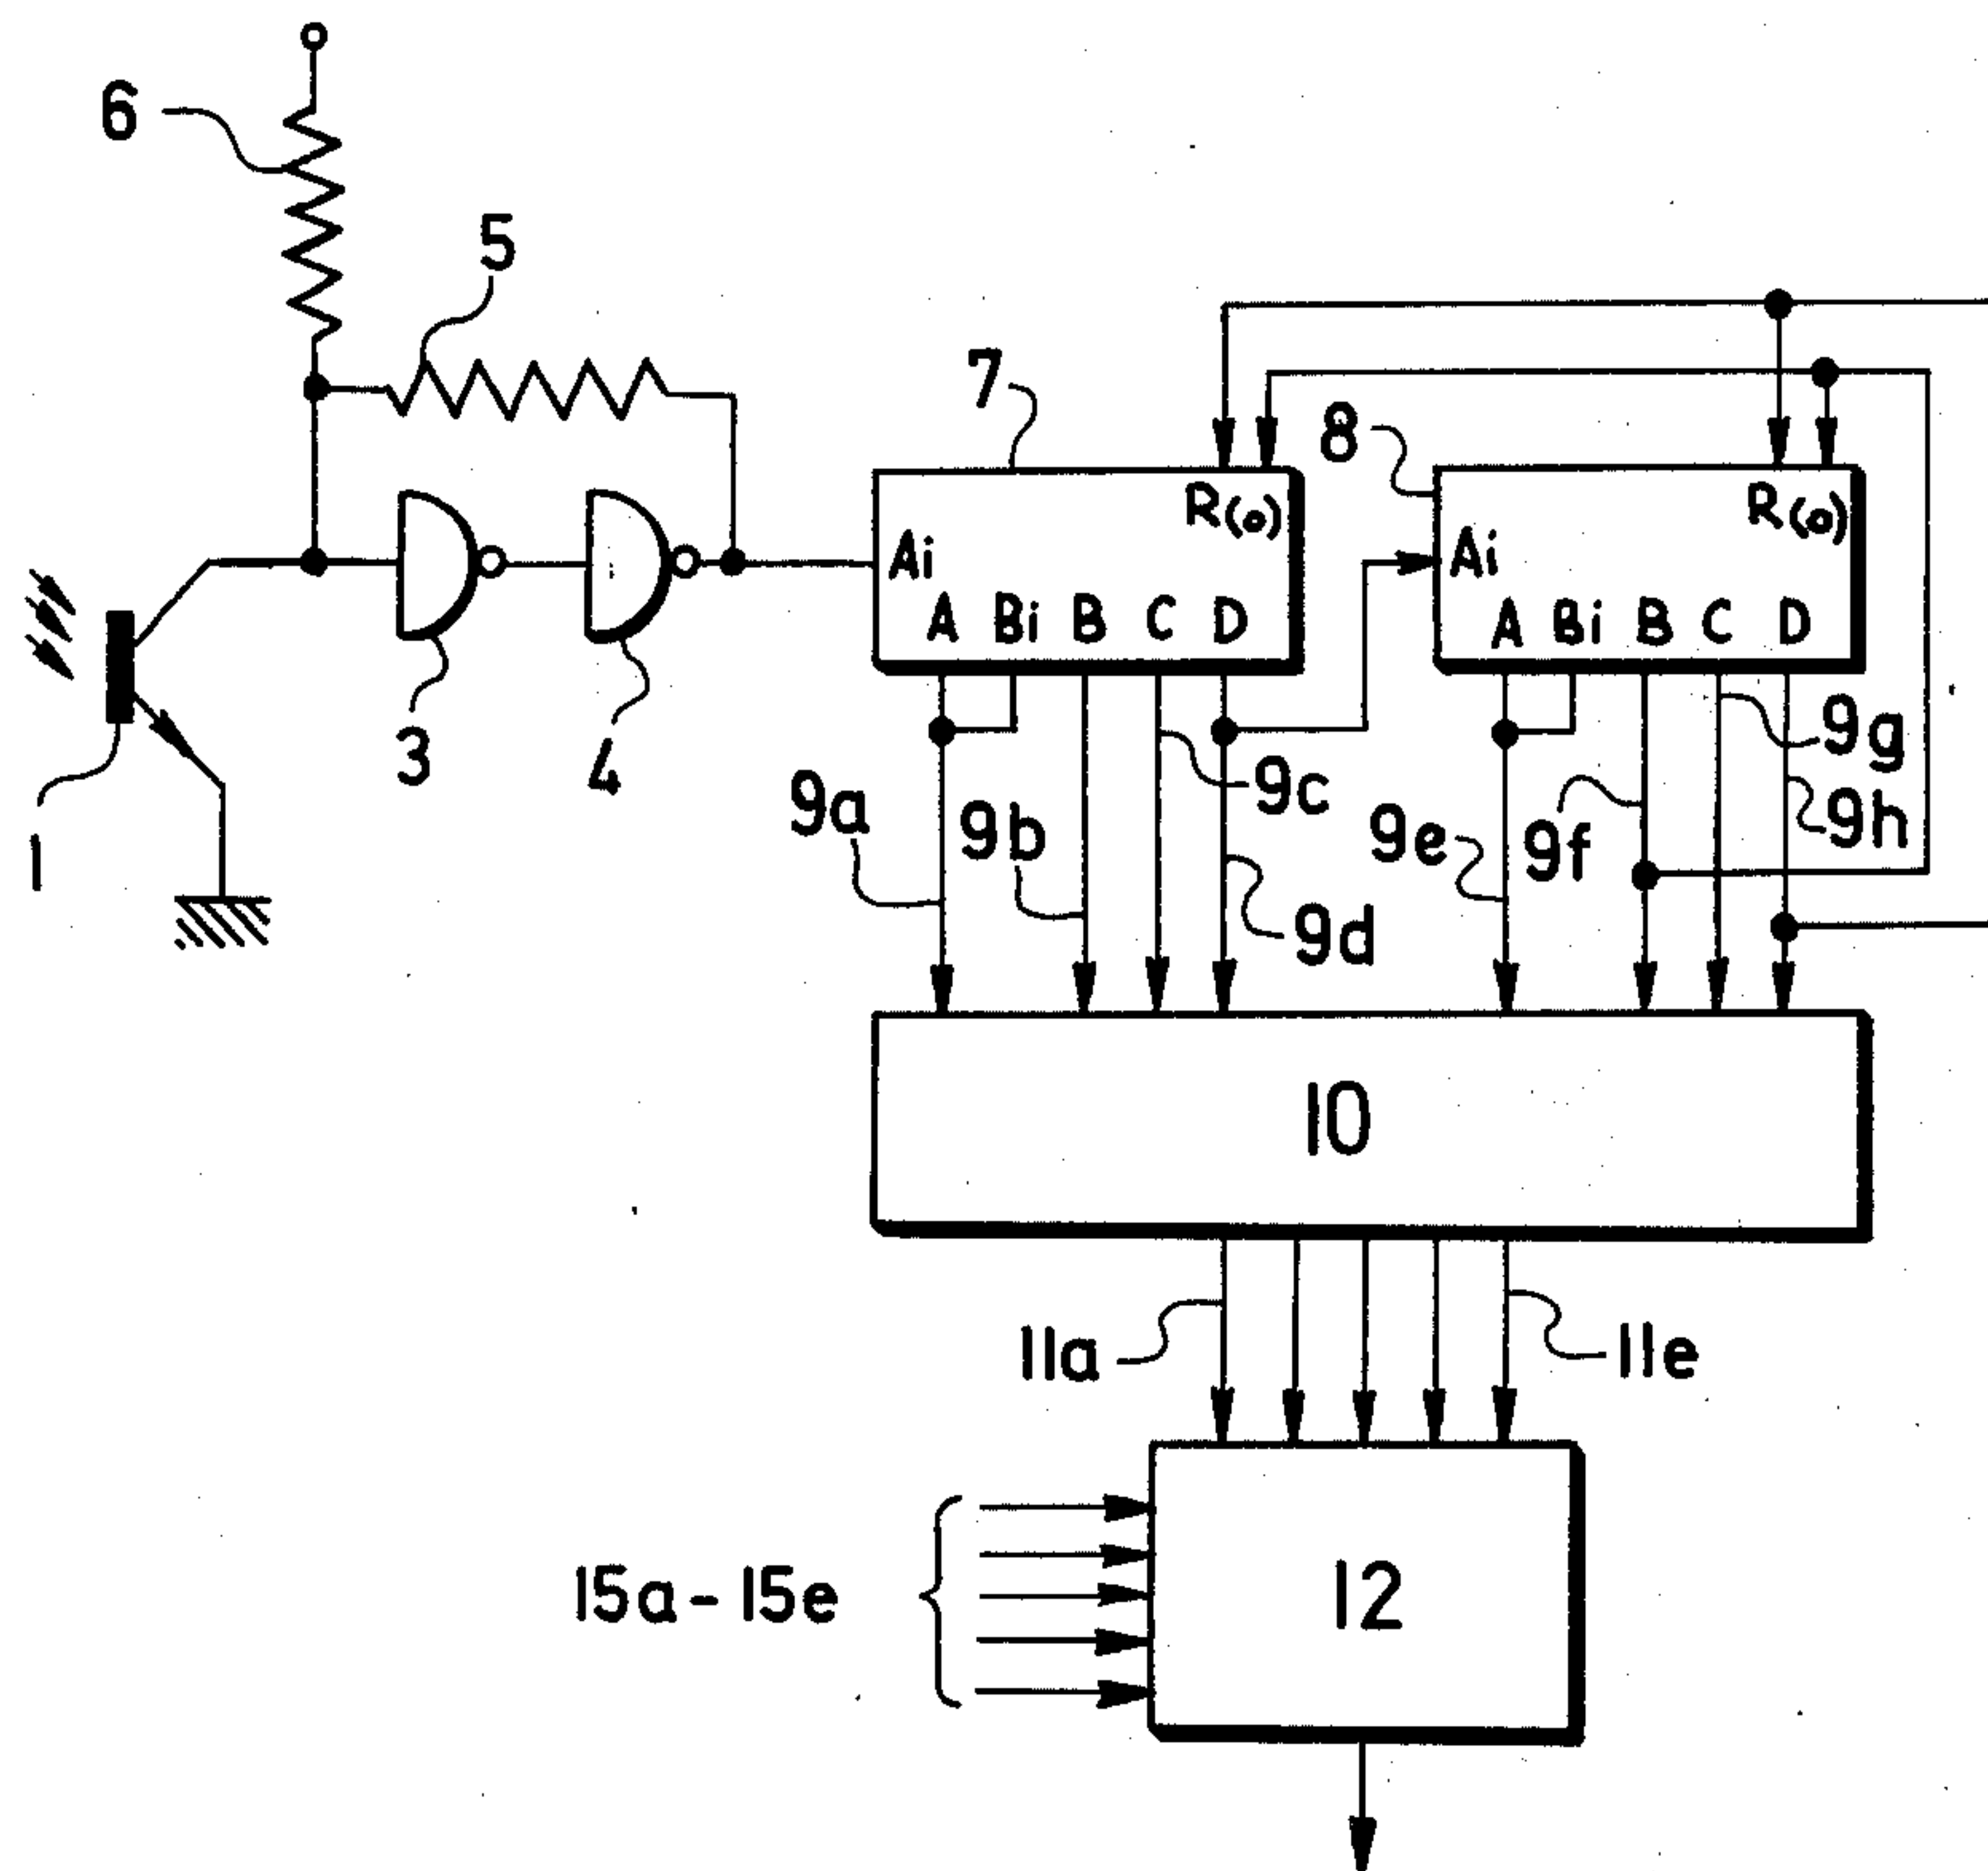 6
5
7
8
R(o)
R(o)
Ai
Ai
A Bi B C D
A Bi B C D
3
4
1
9a
9b
9c
9d
9e
9f
9g
9h
10
11a
11e
15a - 15e
12